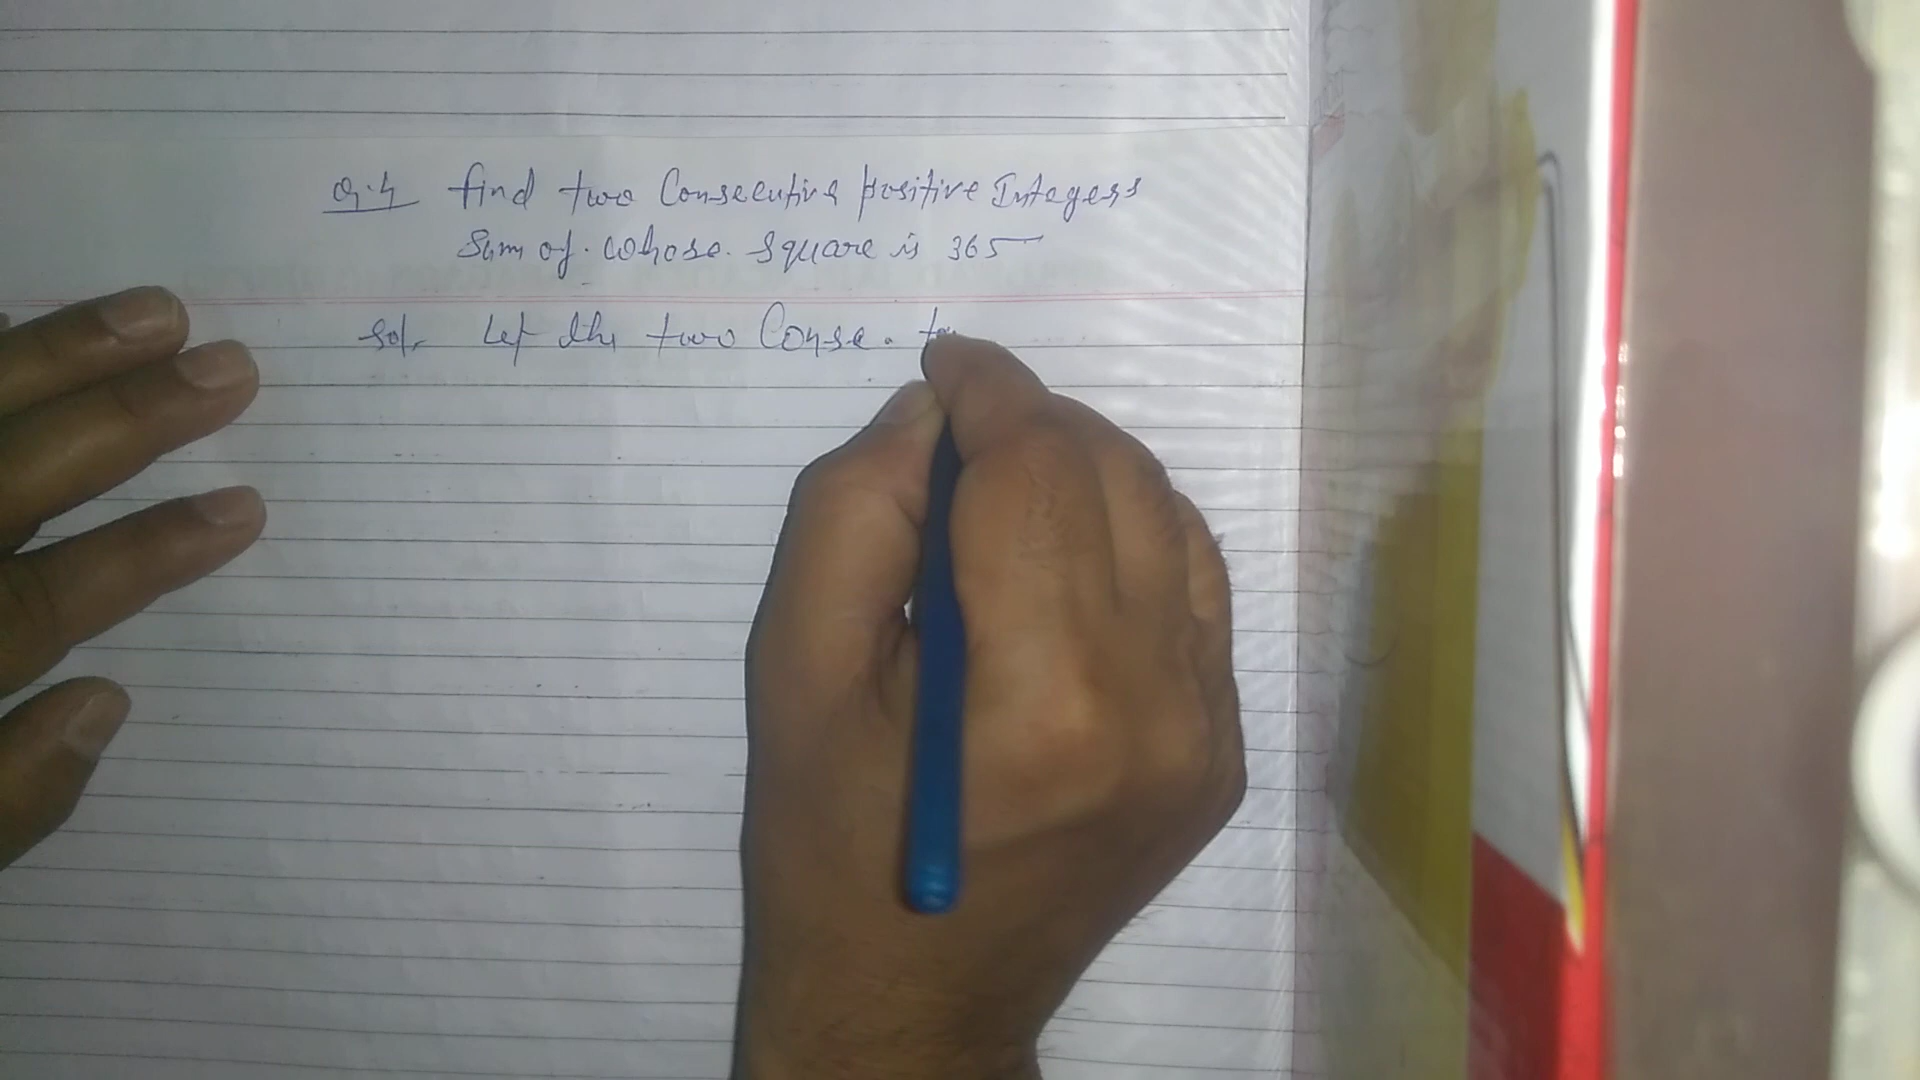 Q.4 find two Consecutive positive Integers
Sum of. whose. Square is 365
Sol. Let the two Conse.